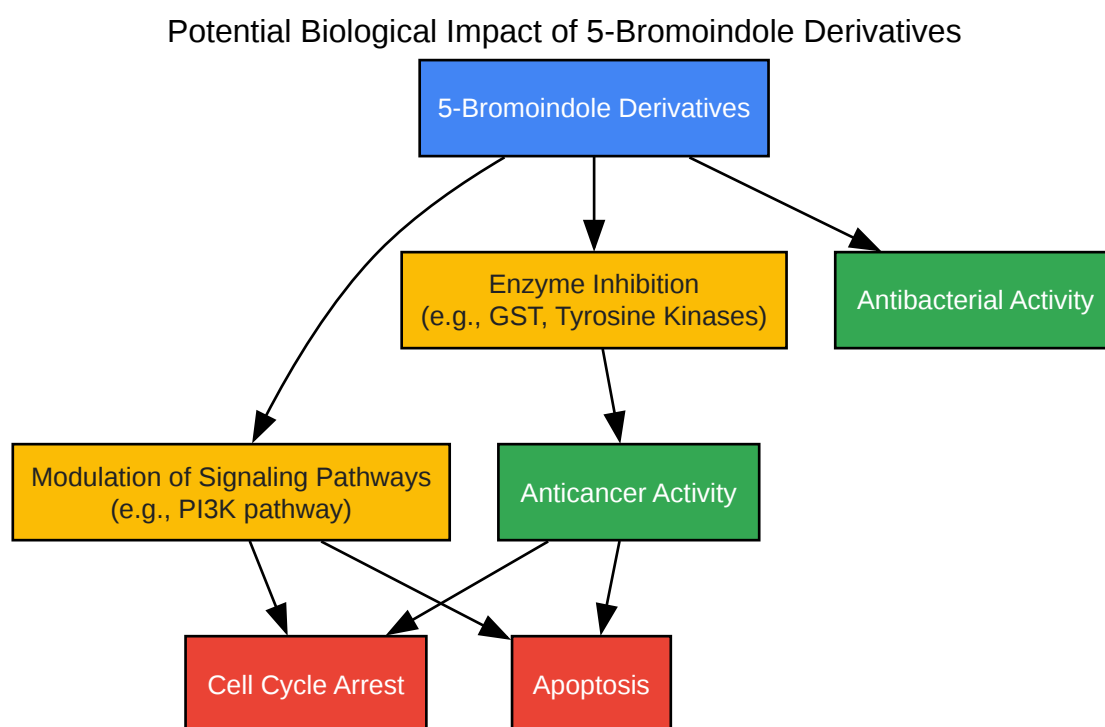 Potential Biological Impact of 5-Bromoindole Derivatives
5-Bromoindole Derivatives
Enzyme Inhibition
(e.g., GST, Tyrosine Kinases)
Antibacterial Activity
Modulation of Signaling Pathways
(e.g., PI3K pathway)
Anticancer Activity
Cell Cycle Arrest
Apoptosis